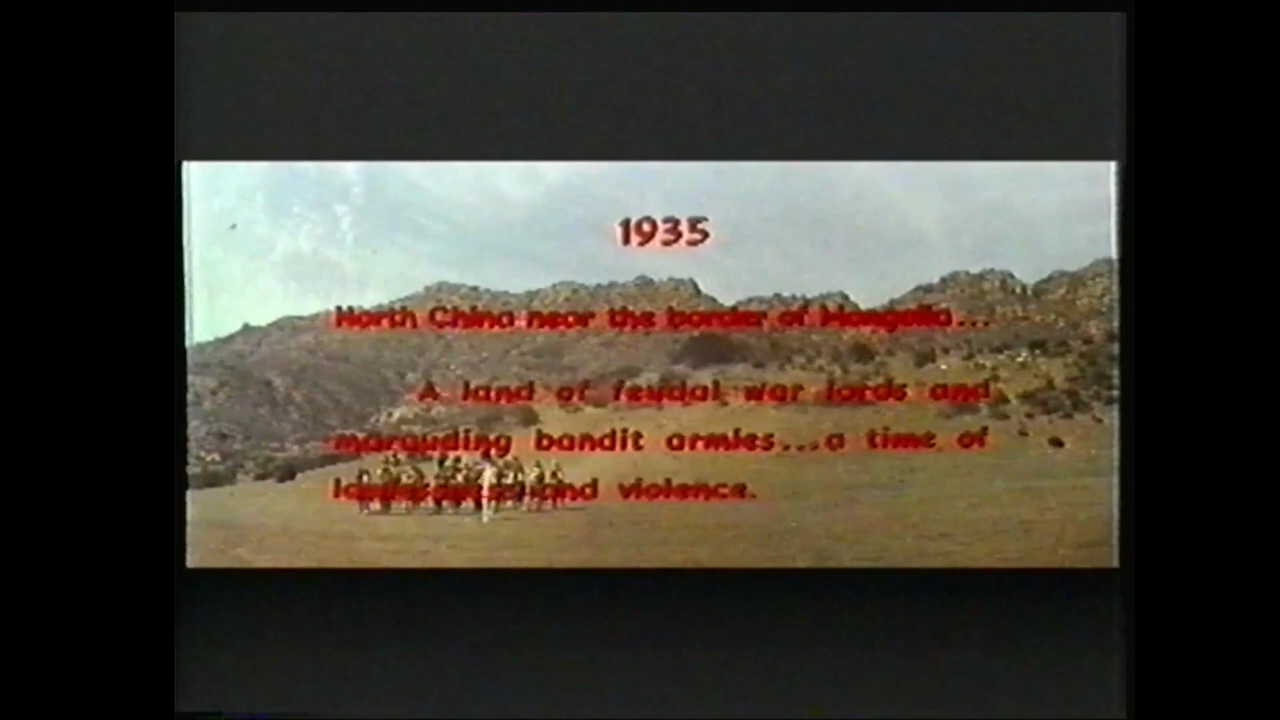 1935
North China near the border of Mongolia...
A land of feudal war lords and
marauding bandit armies...a time of
lawlessness and violence.